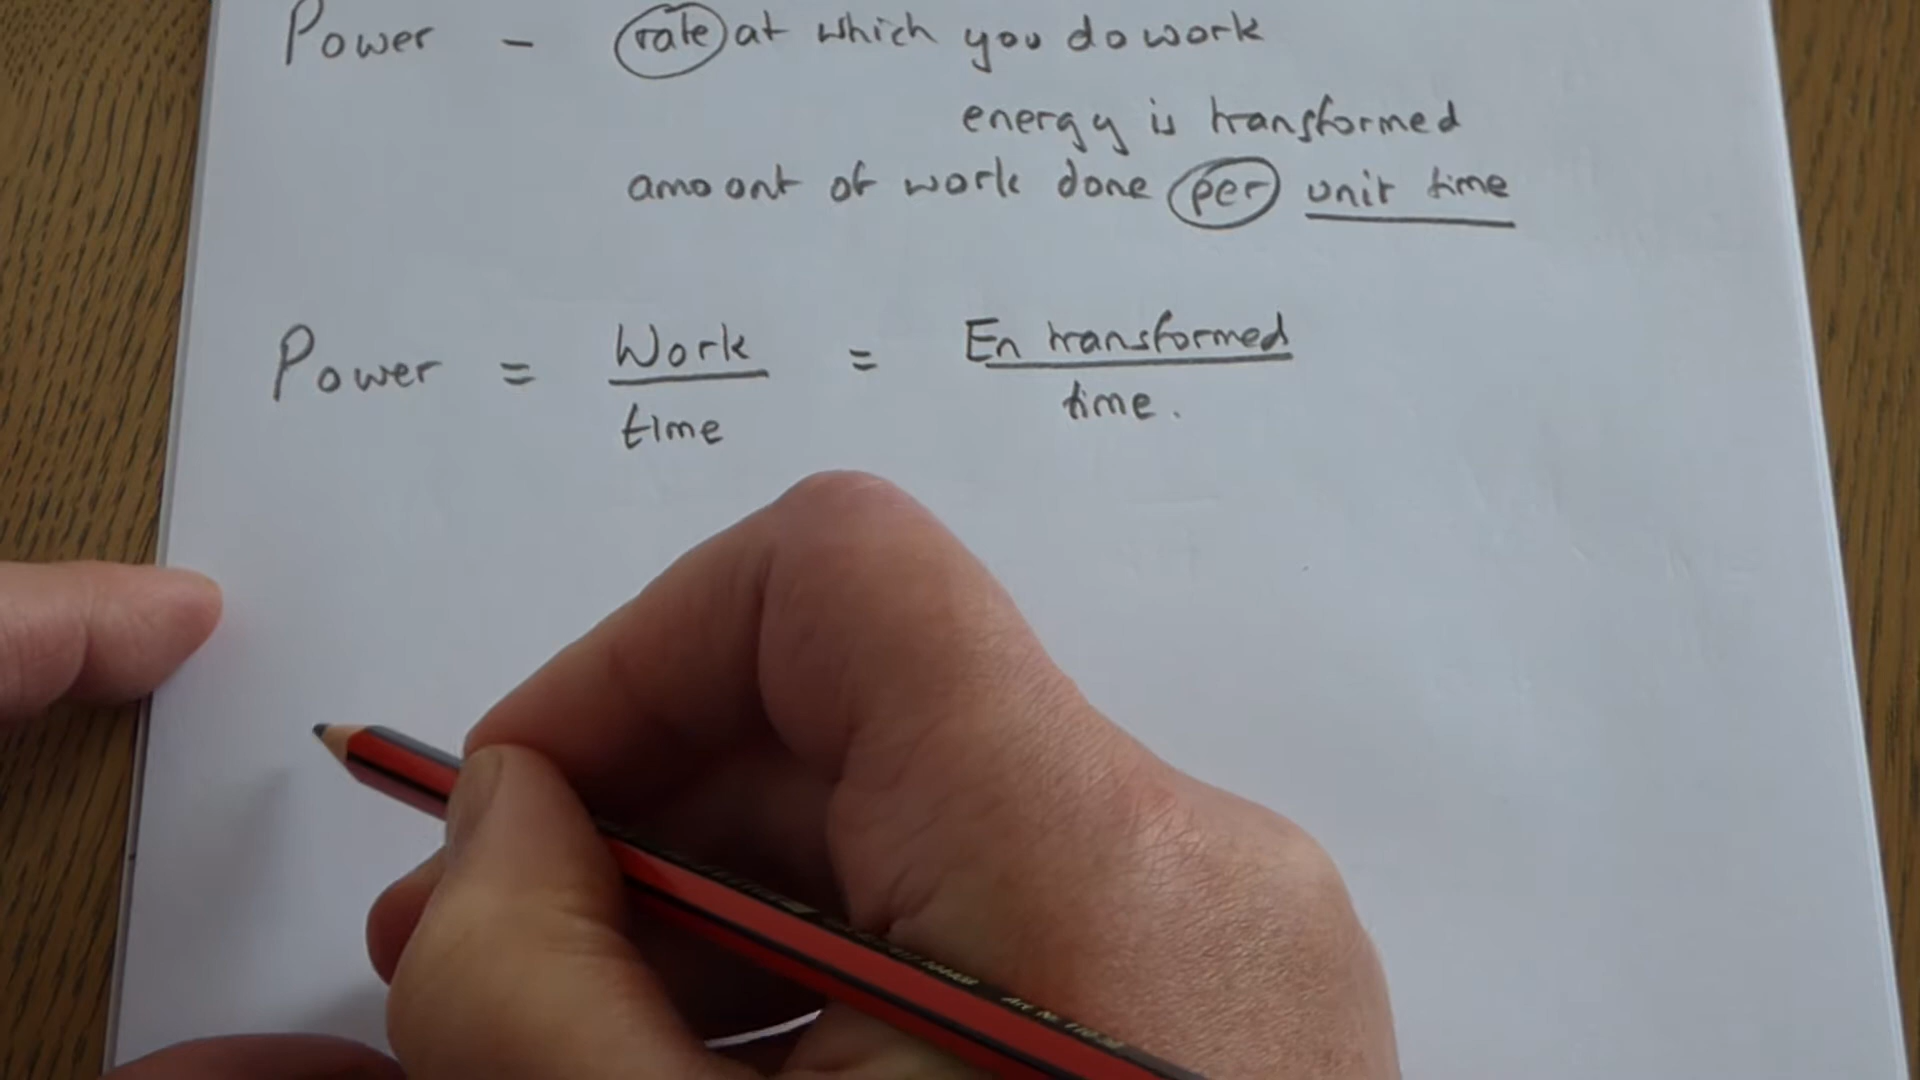 Power - rate at which you do work
energy is transformed
amount of work done per unit time
Power = Work / time = En transformed / time.